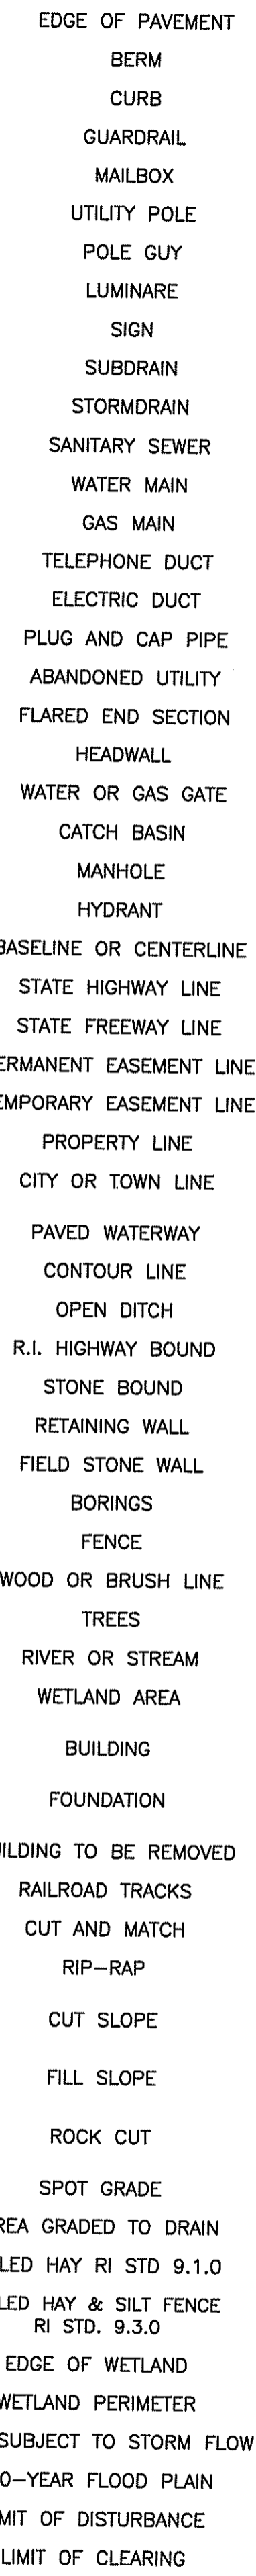 EDGE OF PAVEMENT
BERM
CURB
GUARDRAIL
MAILBOX
UTILITY POLE
POLE GUY
LUMINARE
SIGN
SUBDRAIN
STORMDRAIN
SANITARY SEWER
WATER MAIN
GAS MAIN
TELEPHONE DUCT
ELECTRIC DUCT
PLUG AND CAP PIPE
ABANDONED UTILITY
FLARED END SECTION
HEADWALL
WATER OR GAS GATE
CATCH BASIN
MANHOLE
HYDRANT
BASELINE OR CENTERLINE
STATE HIGHWAY LINE
STATE FREEWAY LINE
ERMANENT EASEMENT LINE
EMPORARY EASEMENT LINE
PROPERTY LINE
CITY OR TOWN LINE
PAVED WATERWAY
CONTOUR LINE
OPEN DITCH
R.I. HIGHWAY BOUND
STONE BOUND
RETAINING WALL
FIELD STONE WALL
BORINGS
FENCE
WOOD OR BRUSH LINE
TREES
RIVER OR STREAM
WETLAND AREA
BUILDING
FOUNDATION
ILDING TO BE REMOVED
RAILROAD TRACKS
CUT AND MATCH
RIP-RAP
CUT SLOPE
FILL SLOPE
ROCK CUT
SPOT GRADE
REA GRADED TO DRAIN
LED HAY RI STD 9.1.0
LED HAY & SILT FENCE
RI STD. 9.3.0
EDGE OF WETLAND
WETLAND PERIMETER
SUBJECT TO STORM FLOW
0-YEAR FLOOD PLAIN
MIT OF DISTURBANCE
LIMIT OF CLEARING